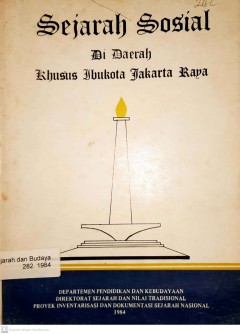 Sejarah Sosial
Di Daerah
Khusus Ibukota Jakarta Raya
jarah dan Budaya
282. 1984
DEPARTEMEN PENDIDIKAN DAN KEBUDAYAAN
DIREKTORAT SEJARAH DAN NILAI TRADISIONAL
PROYEK INVENTARISASI DAN DOKUMENTASI SEJARAH NASIONAL
1984